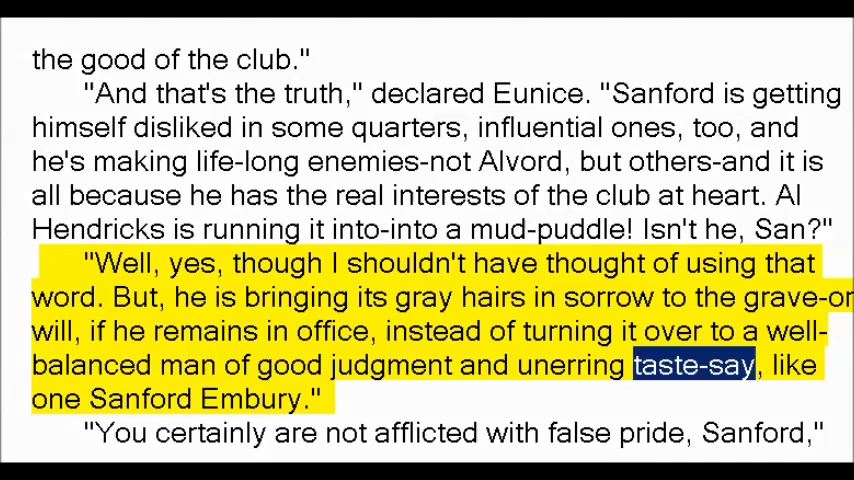 the good of the club."
"And that's the truth," declared Eunice. "Sanford is getting
himself disliked in some quarters, influential ones, too, and
he's making life-long enemies-not Alvord, but others-and it is
all because he has the real interests of the club at heart. Al
Hendricks is running it into-into a mud-puddle! Isn't he, San?"
"Well, yes, though I shouldn't have thought of using that
word. But, he is bringing its gray hairs in sorrow to the grave-or
will, if he remains in office, instead of turning it over to a well-
balanced man of good judgment and unerring taste-say, like
one Sanford Embury."
"You certainly are not afflicted with false pride, Sanford,"